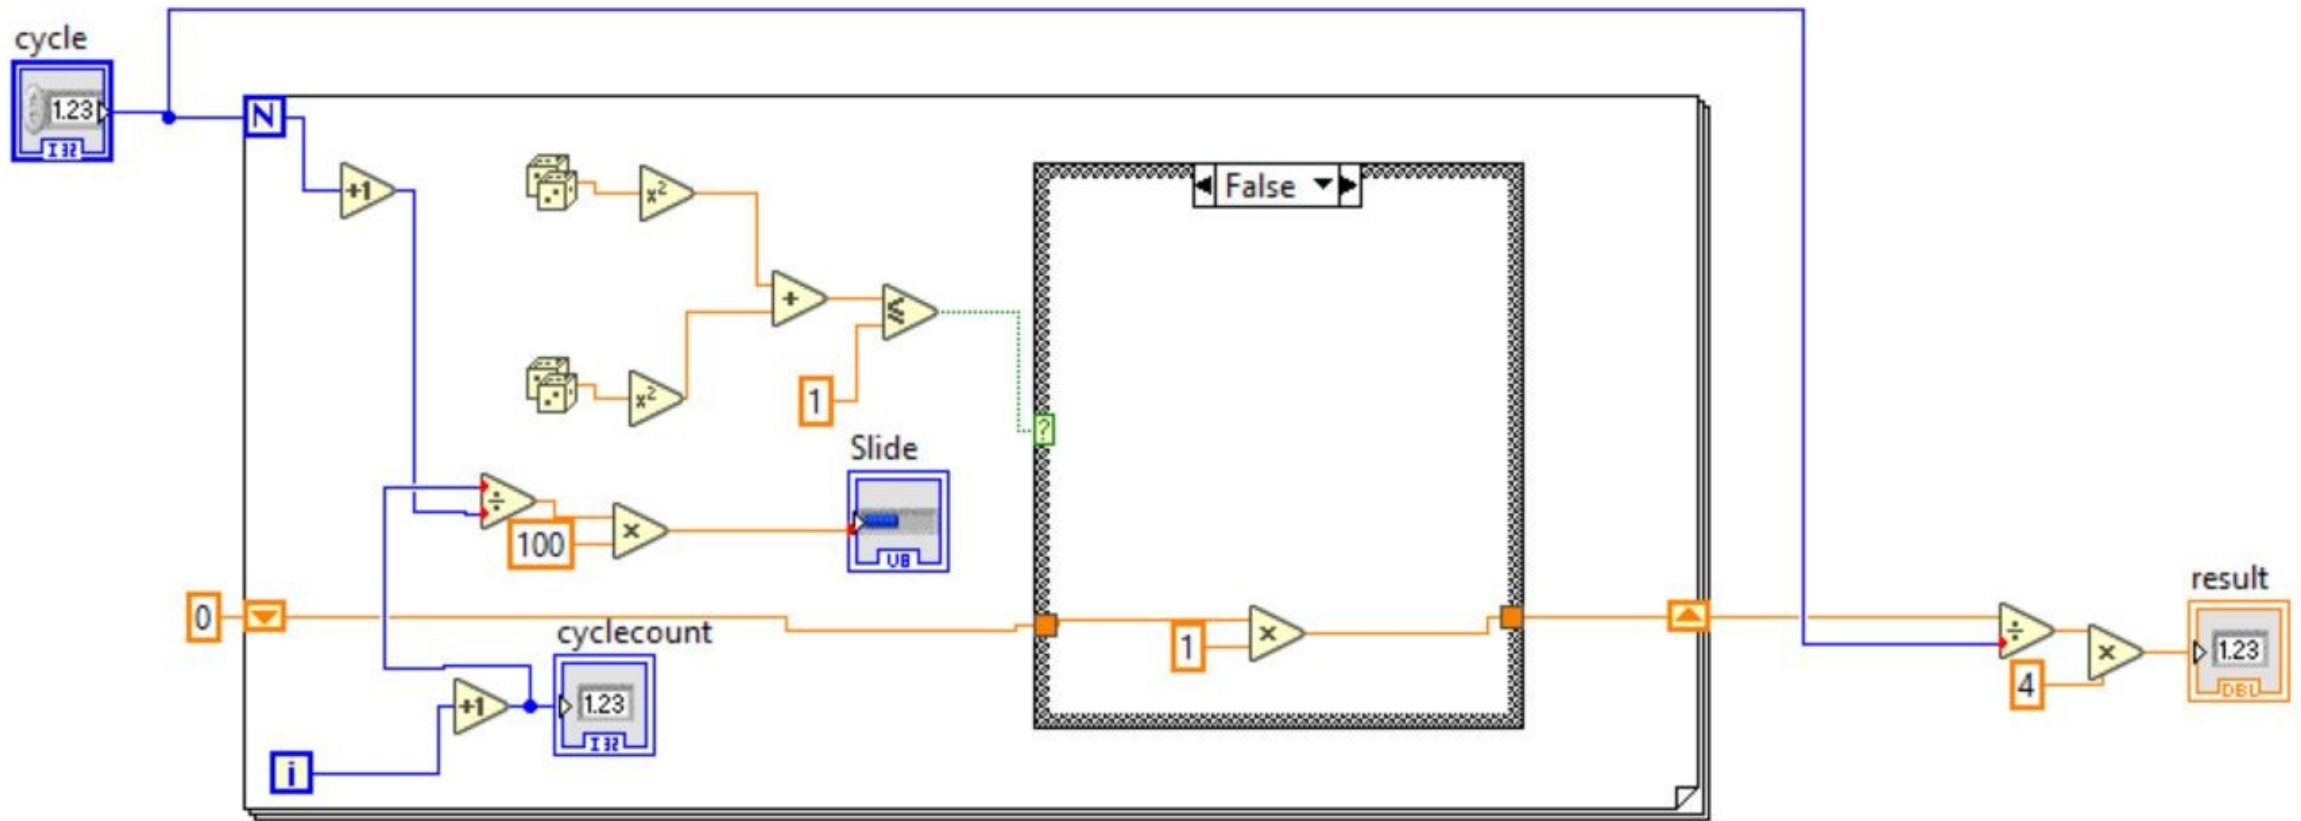 cycle
1.23
I32
N
+1
x²
False
+
≤
1
x²
?
Slide
÷
100
×
U8
0
cyclecount
1
×
÷
×
4
result
1.23
DBL
+1
1.23
I32
i